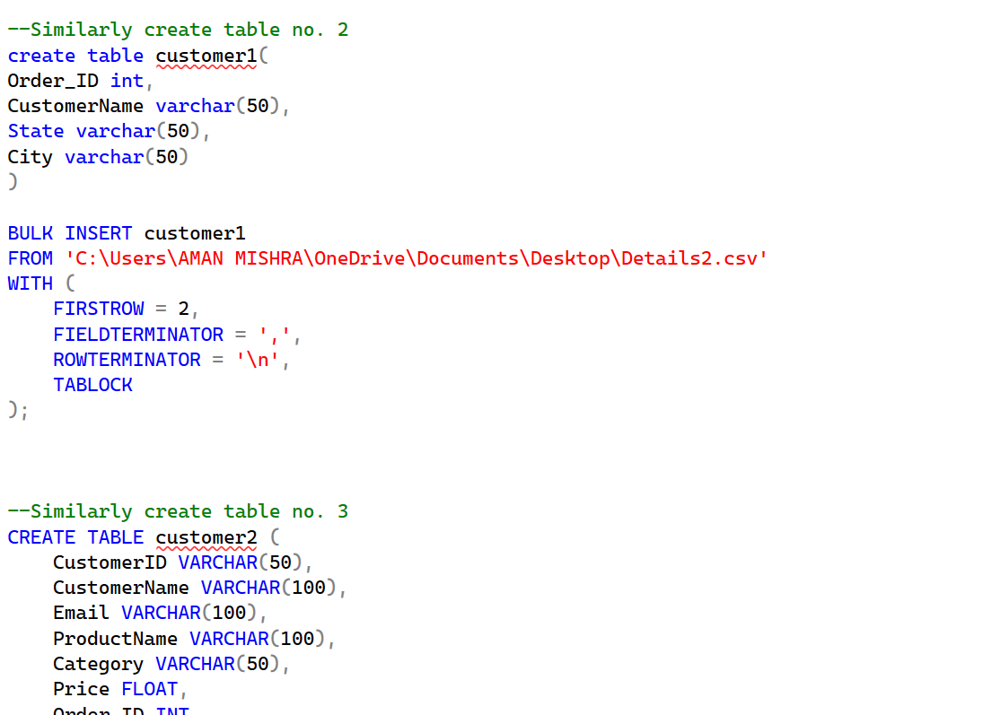 --Similarly create table no. 2
create table customer1(
Order_ID int,
CustomerName varchar(50),
State varchar(50),
City varchar(50)
)
BULK INSERT customer1
FROM 'C:\Users\AMAN MISHRA\OneDrive\Documents\Desktop\Details2.csv'
WITH (
    FIRSTROW = 2,
    FIELDTERMINATOR = ',',
    ROWTERMINATOR = '\n',
    TABLOCK
);
--Similarly create table no. 3
CREATE TABLE customer2 (
    CustomerID VARCHAR(50),
    CustomerName VARCHAR(100),
    Email VARCHAR(100),
    ProductName VARCHAR(100),
    Category VARCHAR(50),
    Price FLOAT,
    Order_ID INT